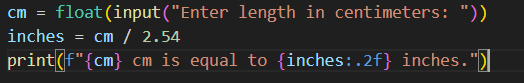 cm = float(input("Enter length in centimeters: "))
inches = cm / 2.54
print(f"{cm} cm is equal to {inches:.2f} inches.")